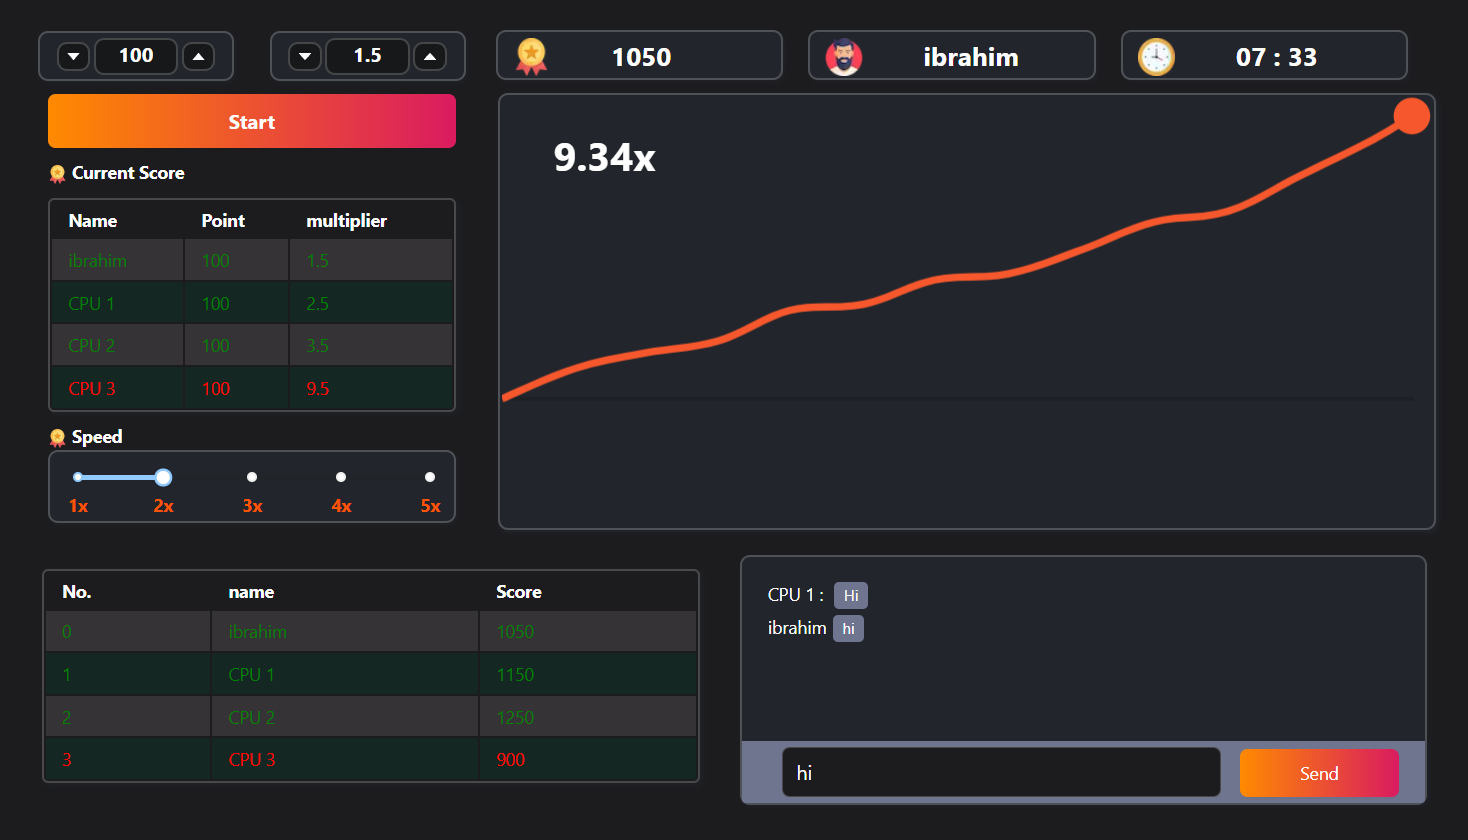 100 1.5 1050 ibrahim 07 : 33
Start
Current Score
Name Point multiplier
ibrahim 100 1.5
CPU 1 100 2.5
CPU 2 100 3.5
CPU 3 100 9.5
Speed
1x 2x 3x 4x 5x
9.34x
No. name Score
0 ibrahim 1050
1 CPU 1 1150
2 CPU 2 1250
3 CPU 3 900
CPU 1 : Hi
ibrahim hi
hi Send